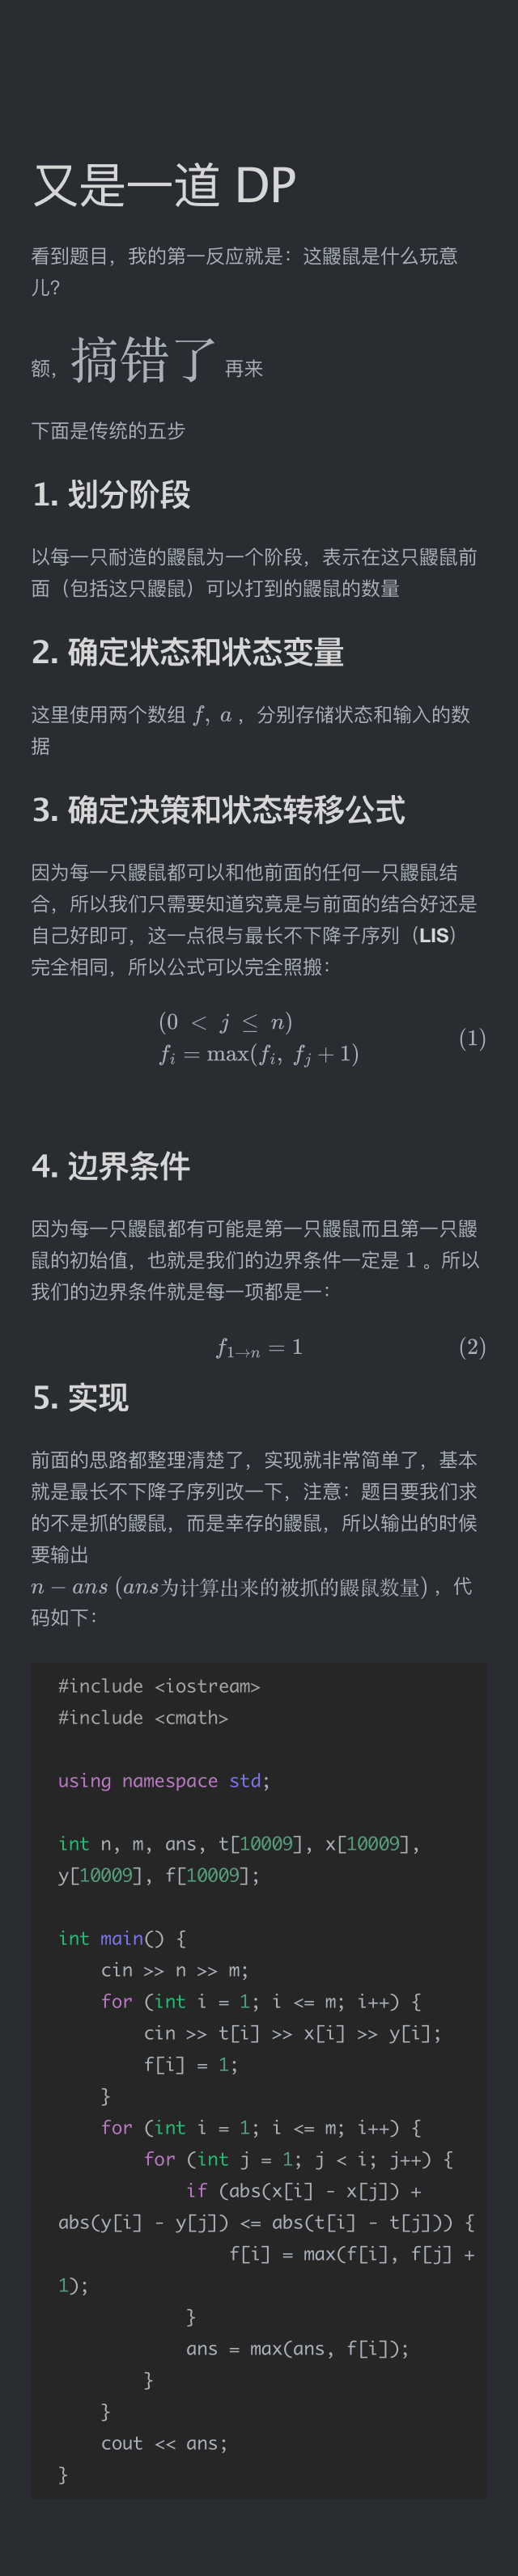 又是一道 DP
看到题目，我的第一反应就是：这鼹鼠是什么玩意
儿？
额，搞错了 再来
下面是传统的五步
1. 划分阶段
以每一只耐造的鼹鼠为一个阶段，表示在这只鼹鼠前
面（包括这只鼹鼠）可以打到的鼹鼠的数量
2. 确定状态和状态变量
这里使用两个数组 f, a ，分别存储状态和输入的数
据
3. 确定决策和状态转移公式
因为每一只鼹鼠都可以和他前面的任何一只鼹鼠结
合，所以我们只需要知道究竟是与前面的结合好还是
自己好即可，这一点很与最长不下降子序列（LIS）
完全相同，所以公式可以完全照搬：
(0 < j ≤ n)
f_i = max(f_i, f_j + 1) (1)
4. 边界条件
因为每一只鼹鼠都有可能是第一只鼹鼠而且第一只鼹
鼠的初始值，也就是我们的边界条件一定是 1 。所以
我们的边界条件就是每一项都是一：
f_{1→n} = 1 (2)
5. 实现
前面的思路都整理清楚了，实现就非常简单了，基本
就是最长不下降子序列改一下，注意：题目要我们求
的不是抓的鼹鼠，而是幸存的鼹鼠，所以输出的时候
要输出
n − ans (ans为计算出来的被抓的鼹鼠数量) ，代
码如下：
#include <iostream>
#include <cmath>
using namespace std;
int n, m, ans, t[10009], x[10009],
y[10009], f[10009];
int main() {
    cin >> n >> m;
    for (int i = 1; i <= m; i++) {
        cin >> t[i] >> x[i] >> y[i];
        f[i] = 1;
    }
    for (int i = 1; i <= m; i++) {
        for (int j = 1; j < i; j++) {
            if (abs(x[i] - x[j]) +
abs(y[i] - y[j]) <= abs(t[i] - t[j])) {
                f[i] = max(f[i], f[j] +
1);
            }
            ans = max(ans, f[i]);
        }
    }
    cout << ans;
}